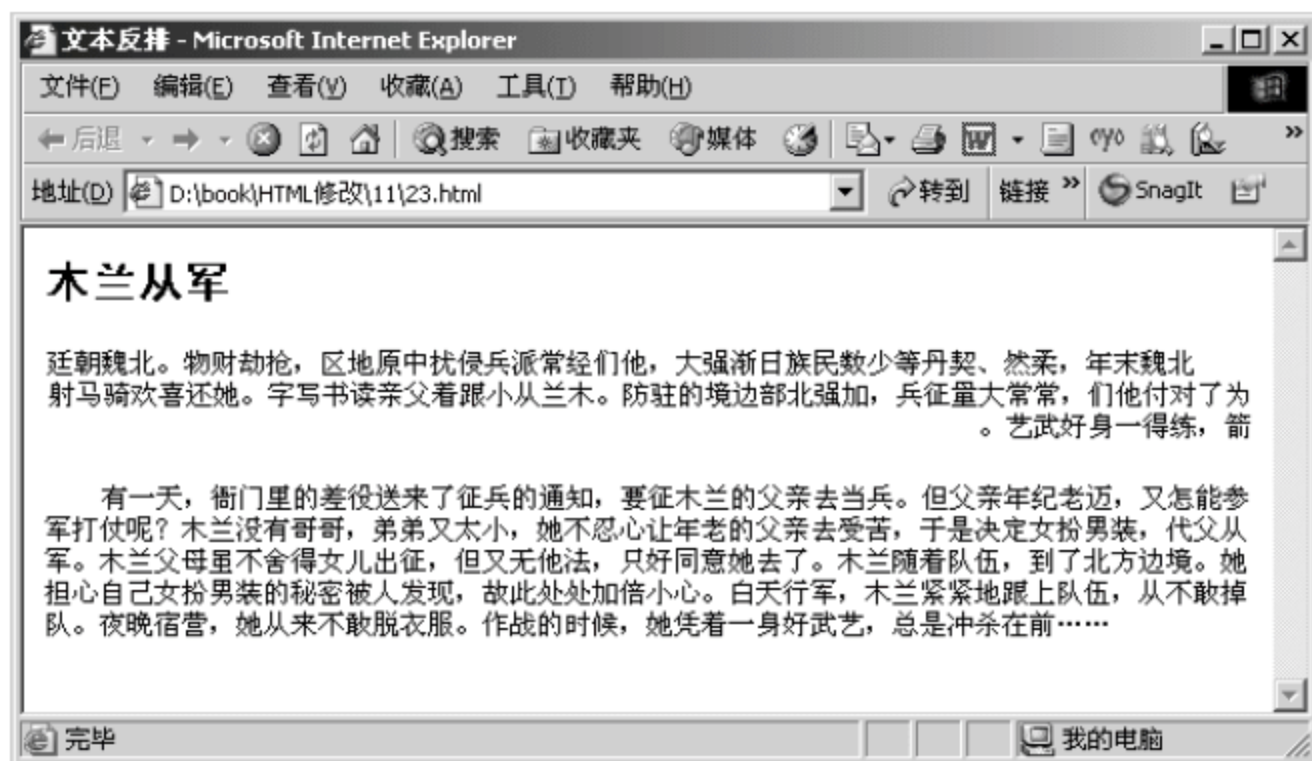 文本反排 - Microsoft Internet Explorer
文件(F) 编辑(E) 查看(V) 收藏(A) 工具(T) 帮助(H)
后退 搜索 收藏夹 媒体 »
地址(D) D:\book\HTML修改\11\23.html 转到 链接 » SnagIt
木兰从军
廷朝魏北。物财劫抢，区地原中扰侵兵派常经们他，大强渐日族民数少等丹契、然柔，年末魏北
射马骑欢喜还她。字写书读亲父着跟小从兰木。防驻的境边部北强加，兵征量大常常，们他付对了为
。艺武好身一得练，箭
有一天，衙门里的差役送来了征兵的通知，要征木兰的父亲去当兵。但父亲年纪老迈，又怎能参
军打仗呢？木兰没有哥哥，弟弟又太小，她不忍心让年老的父亲去受苦，于是决定女扮男装，代父从
军。木兰父母虽不舍得女儿出征，但又无他法，只好同意她去了。木兰随着队伍，到了北方边境。她
担心自己女扮男装的秘密被人发现，故此处处加倍小心。白天行军，木兰紧紧地跟上队伍，从不敢掉
队。夜晚宿营，她从来不敢脱衣服。作战的时候，她凭着一身好武艺，总是冲杀在前……
完毕 我的电脑